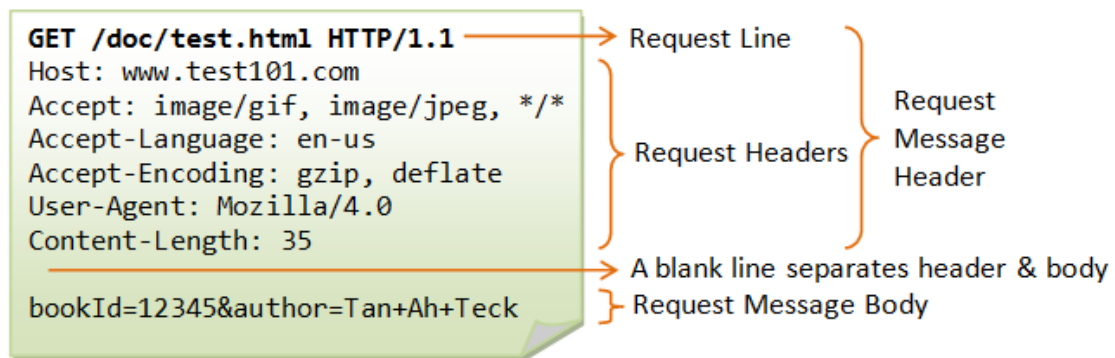 GET /doc/test.html HTTP/1.1
Host: www.test101.com
Accept: image/gif, image/jpeg, */*
Accept-Language: en-us
Accept-Encoding: gzip, deflate
User-Agent: Mozilla/4.0
Content-Length: 35
bookId=12345&author=Tan+Ah+Teck
Request Line
Request Headers
Request
Message
Header
A blank line separates header & body
Request Message Body